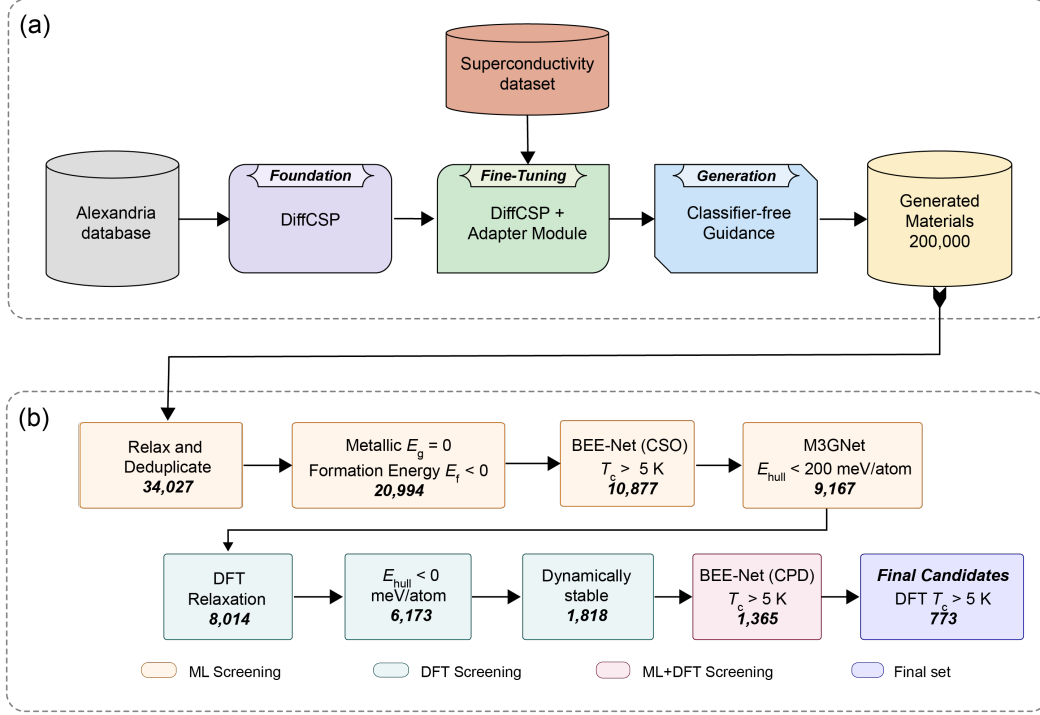 (a)
Superconductivity
dataset
Alexandria
database
Foundation
DiffCSP
Fine-Tuning
DiffCSP +
Adapter Module
Generation
Classifier-free
Guidance
Generated
Materials
200,000
(b)
Relax and
Deduplicate
34,027
Metallic E_g = 0
Formation Energy E_f < 0
20,994
BEE-Net (CSO)
T_c > 5 K
10,877
M3GNet
E_hull < 200 meV/atom
9,167
DFT
Relaxation
8,014
E_hull < 0
meV/atom
6,173
Dynamically
stable
1,818
BEE-Net (CPD)
T_c > 5 K
1,365
Final Candidates
DFT T_c > 5 K
773
ML Screening
DFT Screening
ML+DFT Screening
Final set